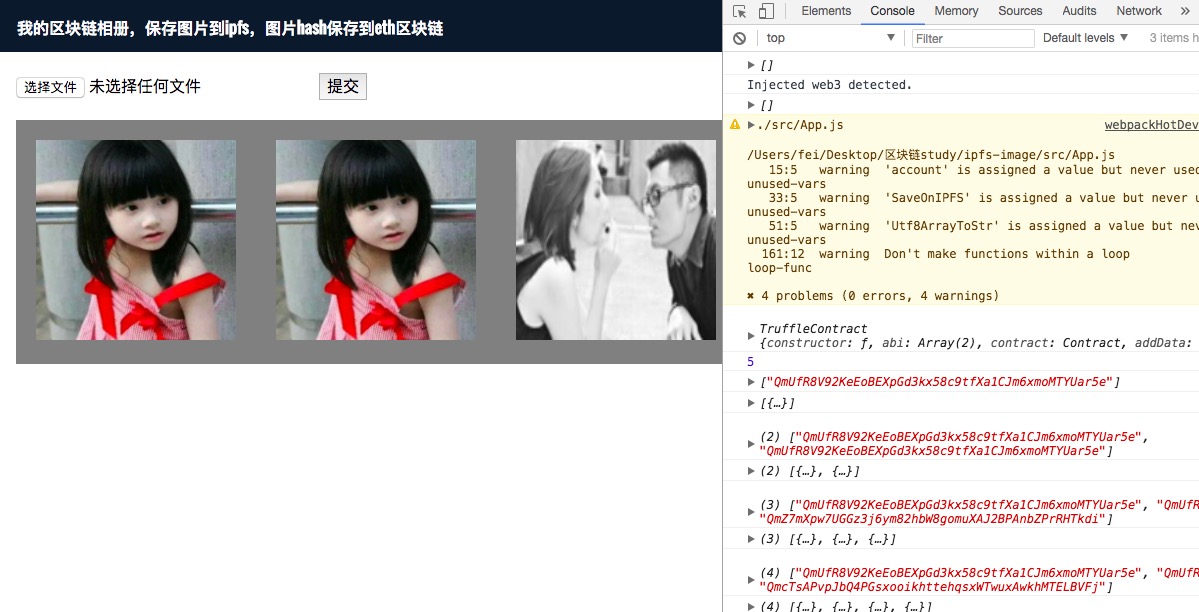 我的区块链相册，保存图片到ipfs，图片hash保存到eth区块链
选择文件 未选择任何文件 提交
Elements Console Memory Sources Audits Network »
top Filter Default levels 3 items h
[]
Injected web3 detected.
[]
./src/App.js webpackHotDev
/Users/fei/Desktop/区块链study/ipfs-image/src/App.js
15:5 warning 'account' is assigned a value but never used
unused-vars
33:5 warning 'SaveOnIPFS' is assigned a value but never u
unused-vars
51:5 warning 'Utf8ArrayToStr' is assigned a value but nev
unused-vars
161:12 warning Don't make functions within a loop
loop-func
✖ 4 problems (0 errors, 4 warnings)
TruffleContract
{constructor: ƒ, abi: Array(2), contract: Contract, addData:
5
["QmUfR8V92KeEoBEXpGd3kx58c9tfXa1CJm6xmoMTYUar5e"]
[{…}]
(2) ["QmUfR8V92KeEoBEXpGd3kx58c9tfXa1CJm6xmoMTYUar5e",
"QmUfR8V92KeEoBEXpGd3kx58c9tfXa1CJm6xmoMTYUar5e"]
(2) [{…}, {…}]
(3) ["QmUfR8V92KeEoBEXpGd3kx58c9tfXa1CJm6xmoMTYUar5e", "QmUfR
"QmZ7mXpw7UGGz3j6ym82hbW8gomuXAJ2BPAnbZPrRHTkdi"]
(3) [{…}, {…}, {…}]
(4) ["QmUfR8V92KeEoBEXpGd3kx58c9tfXa1CJm6xmoMTYUar5e", "QmUfR
"QmcTsAPvpJbQ4PGsxooikhttehqsxWTwuxAwkhMTELBVFj"]
(4) [{…}, {…}, {…}, {…}]